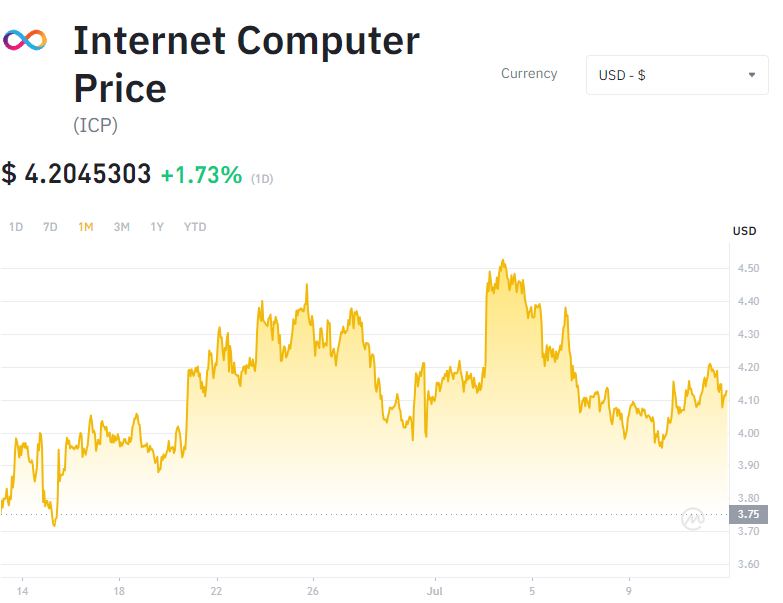 Internet Computer
Price
(ICP)
Currency
USD - $
$ 4.2045303 +1.73% (1D)
1D 7D 1M 3M 1Y YTD
USD
4.50
4.40
4.30
4.20
4.10
4.00
3.90
3.80
3.75
3.70
3.60
14 18 22 26 Jul 5 9